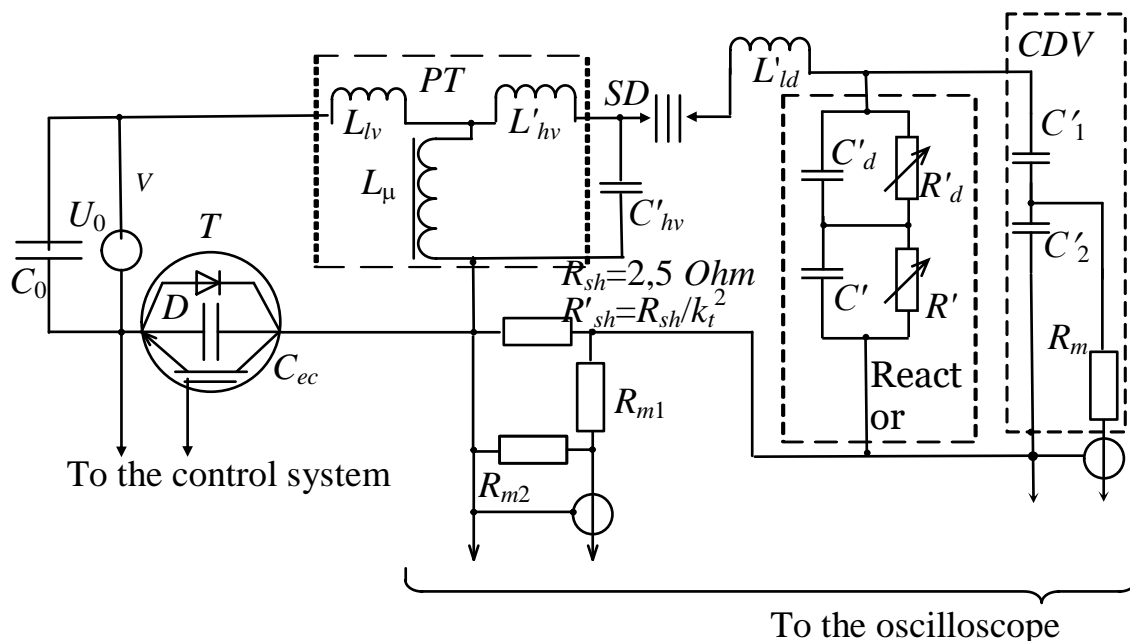 CDV
PT
L'ld
SD
Llv
L'hv
C'1
C'd
R'd
V
Lμ
U0
T
C'hv
C'2
C0
Rsh=2,5 Ohm
D
C'
R'
R'sh=Rsh/kt2
Rm
Cec
React
or
Rm1
To the control system
Rm2
To the oscilloscope